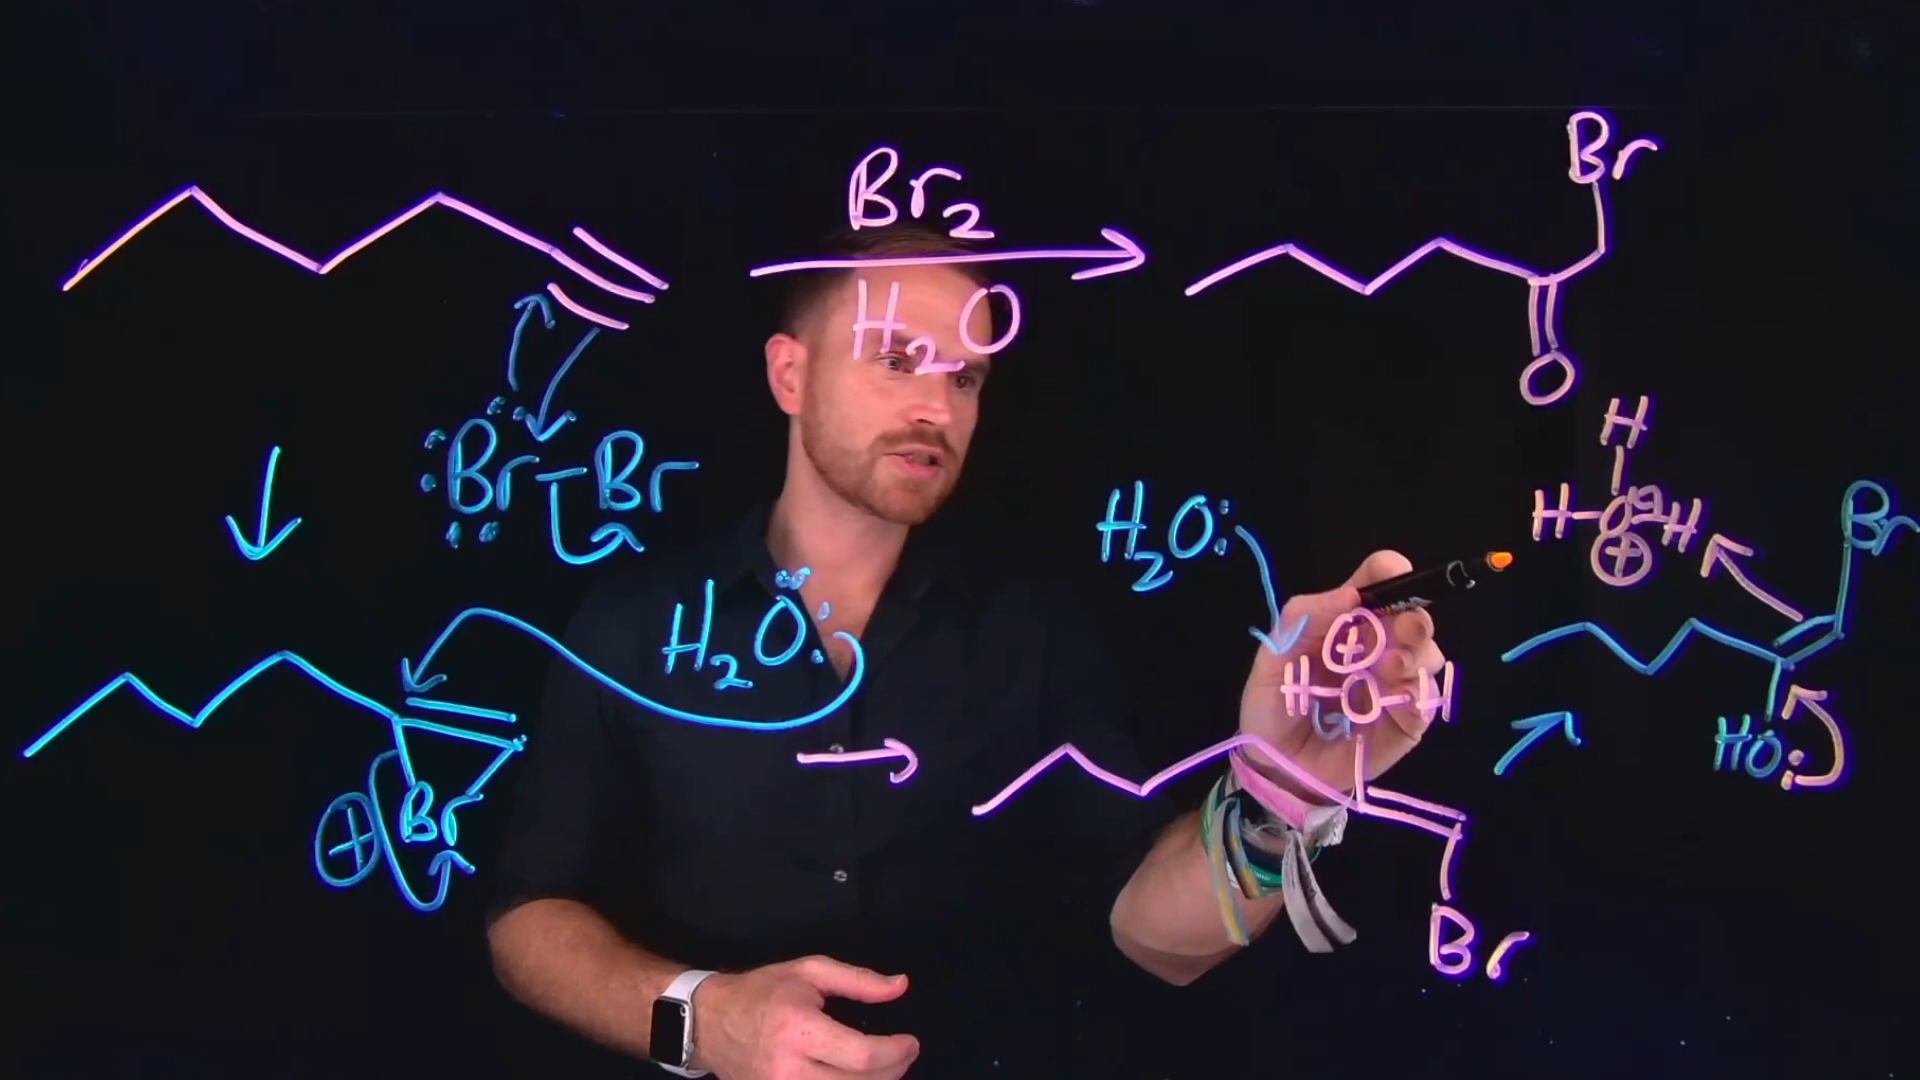 Br
Br2
H2O
O
H
H-O-H
⊕
:Br-Br
H2O:
Br
H2O:
⊕
H-O-H
HO:
⊕ Br
Br